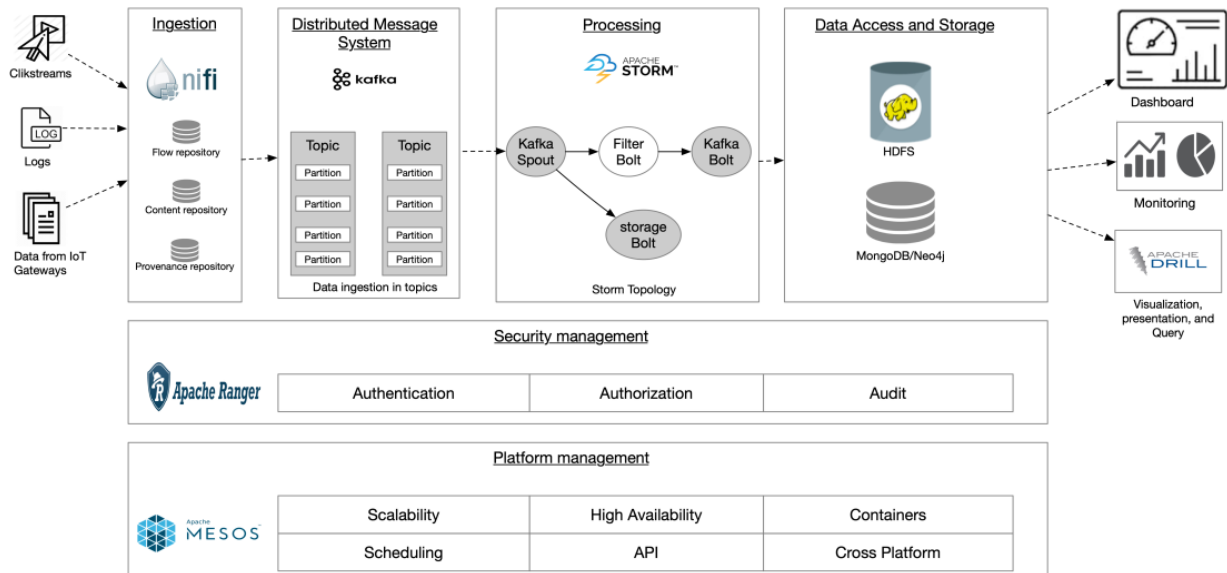 Clikstreams
LOG
Logs
Data from IoT
Gateways
Ingestion
nifi
Flow repository
Content repository
Provenance repository
Distributed Message
System
kafka
Topic
Partition
Partition
Partition
Partition
Topic
Partition
Partition
Partition
Partition
Data ingestion in topics
Processing
APACHE
STORM™
Kafka
Spout
Filter
Bolt
Kafka
Bolt
storage
Bolt
Storm Topology
Data Access and Storage
HDFS
MongoDB/Neo4j
Dashboard
Monitoring
APACHE
DRILL
Visualization,
presentation, and
Query
Security management
R
Apache Ranger
Authentication
Authorization
Audit
Platform management
Apache
MESOS™
Scalability
High Availability
Containers
Scheduling
API
Cross Platform